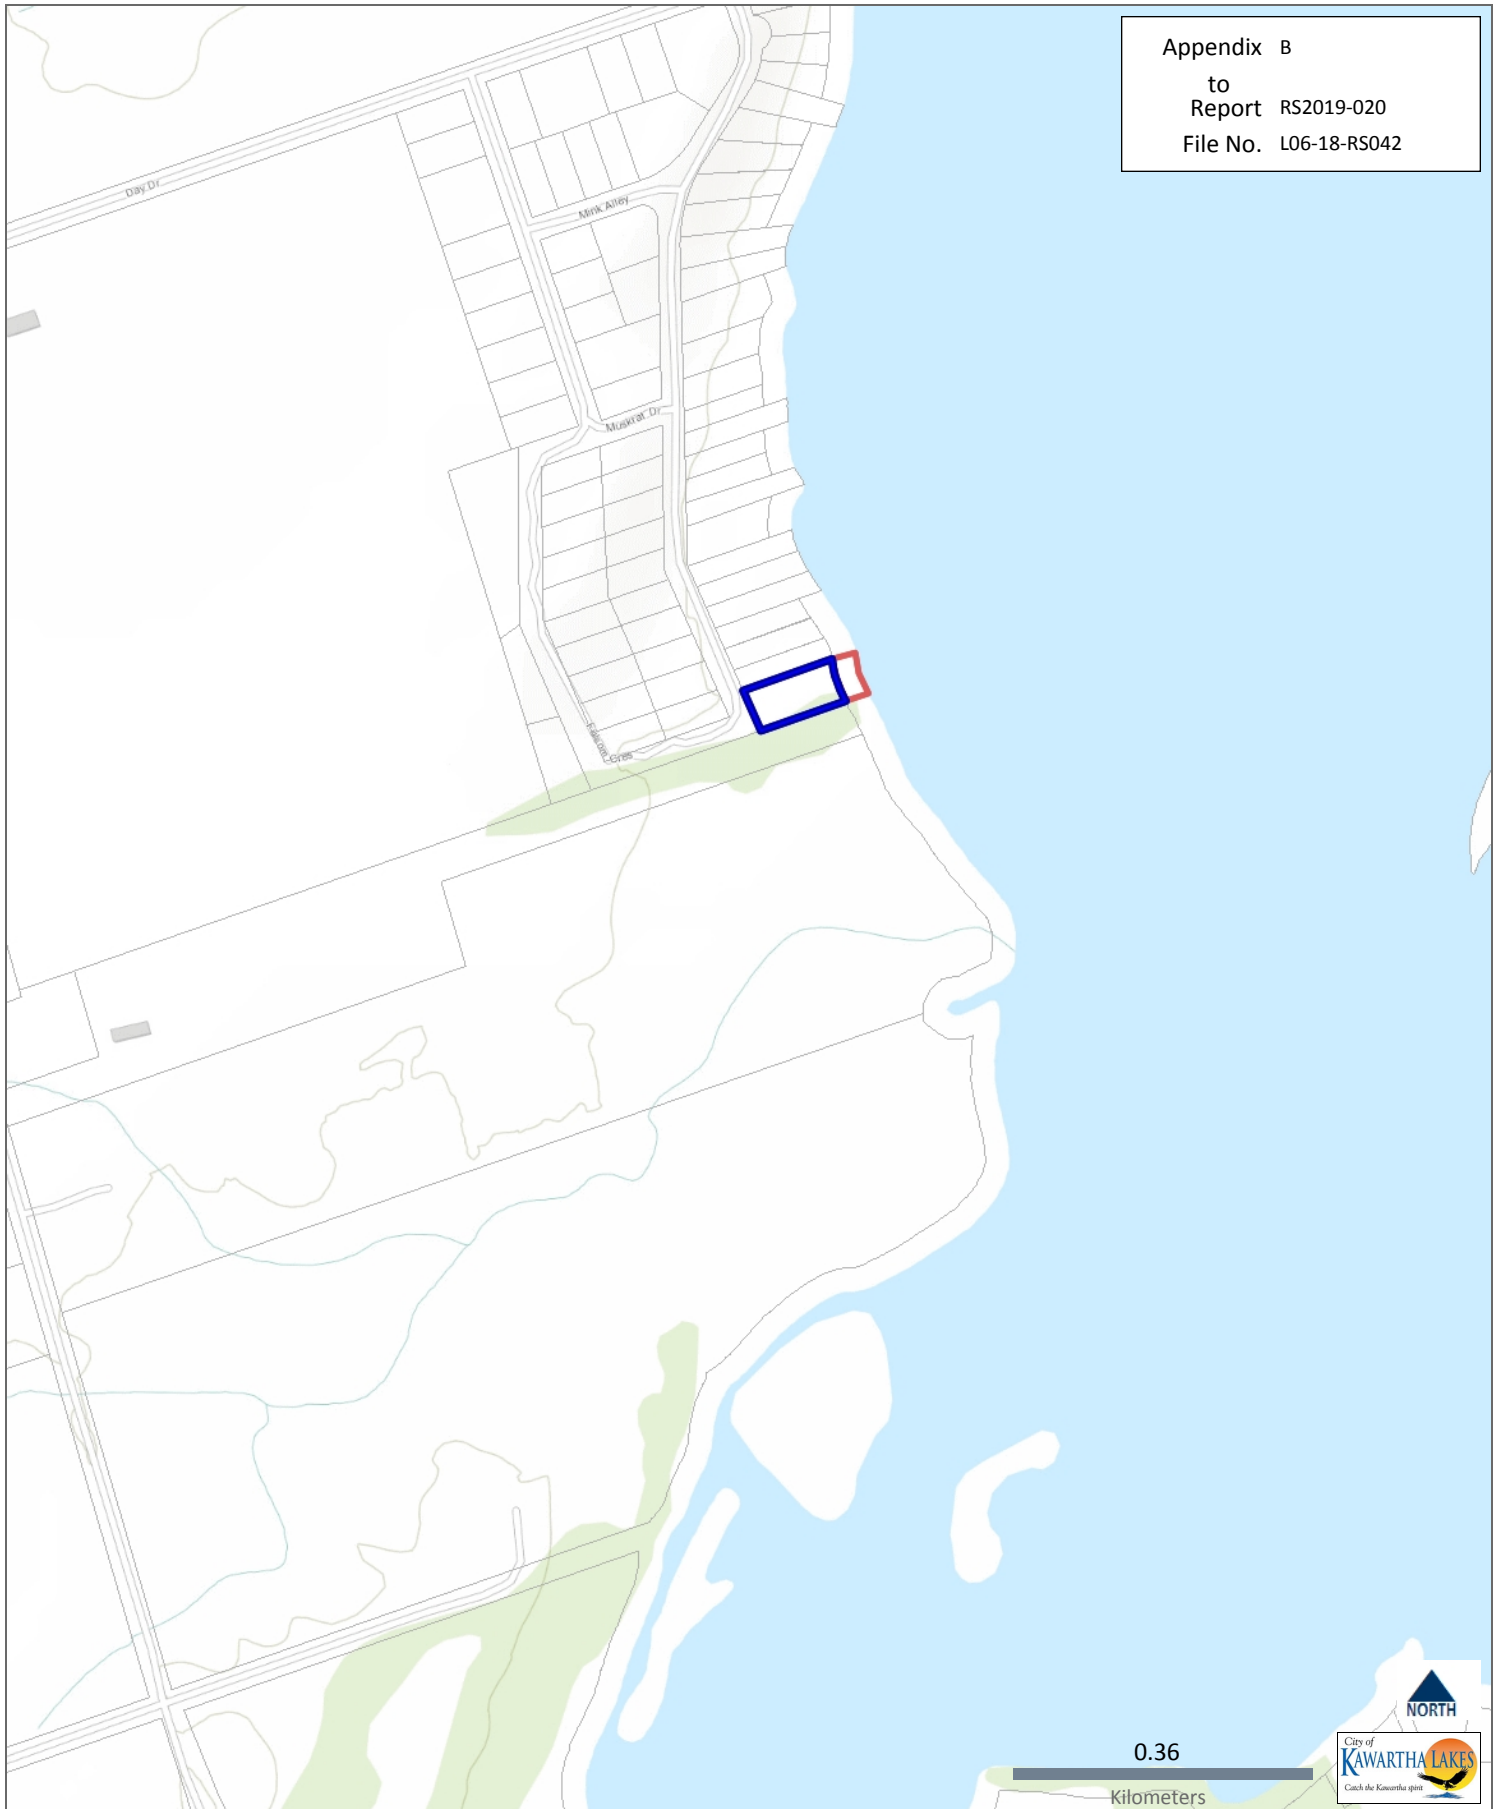 Appendix B
to
Report RS2019-020
File No. L06-18-RS042
Day Dr
Mink Alley
Muskrat Dr
Cres
NORTH
0.36
Kilometers
City of
KAWARTHA LAKES
Catch the Kawartha spirit